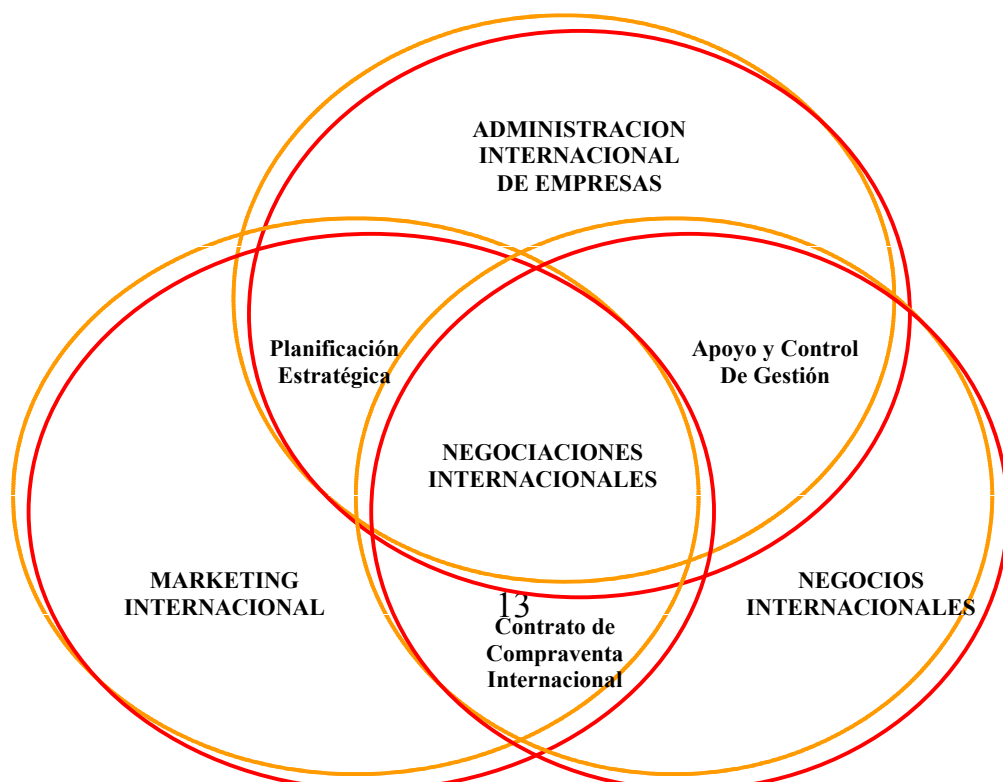 ADMINISTRACION
INTERNACIONAL
DE EMPRESAS
Planificación
Estratégica
Apoyo y Control
De Gestión
NEGOCIACIONES
INTERNACIONALES
MARKETING
INTERNACIONAL
NEGOCIOS
INTERNACIONALES
13
Contrato de
Compraventa
Internacional